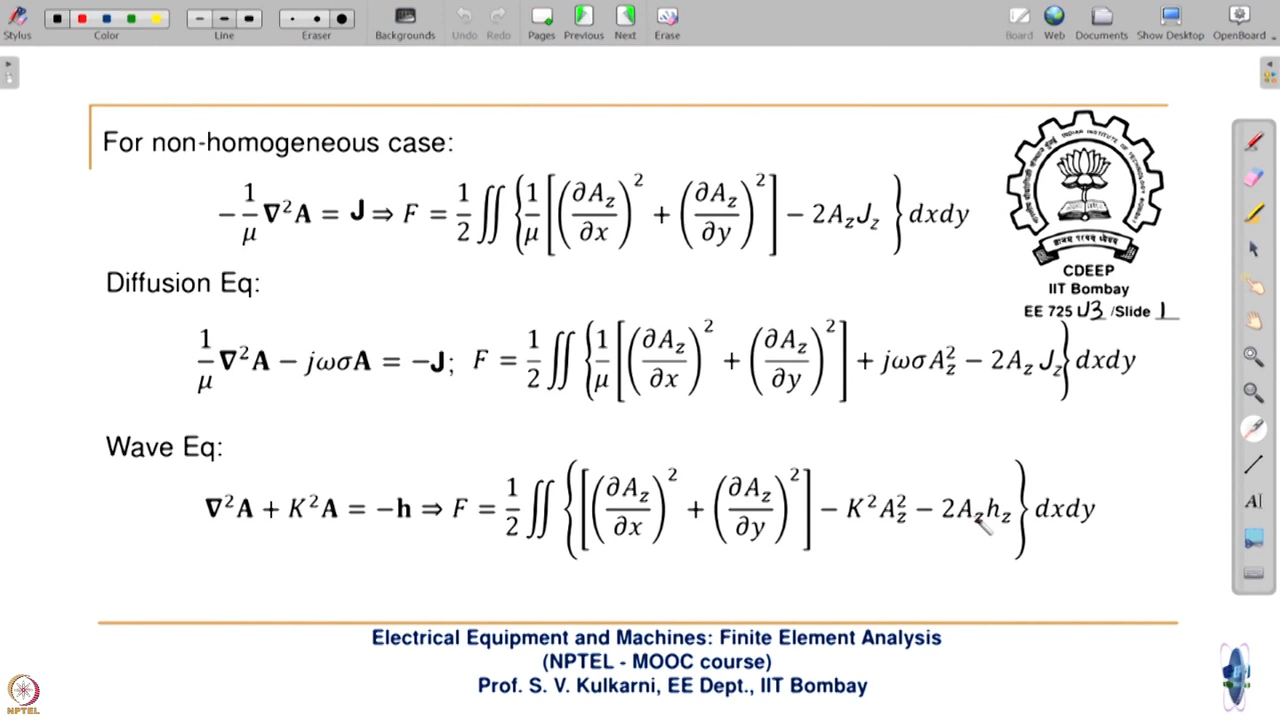 Stylus Color Line Eraser Backgrounds Undo Redo Pages Previous Next Erase Board Web Documents Show Desktop OpenBoard
For non-homogeneous case:
−1/μ ∇²A = J ⇒ F = 1/2 ∬ {1/μ [(∂A_z/∂x)² + (∂A_z/∂y)²] − 2A_zJ_z} dxdy
CDEEP
IIT Bombay
EE 725 L13 /Slide 1
Diffusion Eq:
1/μ ∇²A − jωσA = −J; F = 1/2 ∬ {1/μ [(∂A_z/∂x)² + (∂A_z/∂y)²] + jωσA_z² − 2A_z J_z} dxdy
Wave Eq:
∇²A + K²A = −h ⇒ F = 1/2 ∬ {[(∂A_z/∂x)² + (∂A_z/∂y)²] − K²A_z² − 2A_zh_z} dxdy
Electrical Equipment and Machines: Finite Element Analysis
(NPTEL - MOOC course)
Prof. S. V. Kulkarni, EE Dept., IIT Bombay
NPTEL